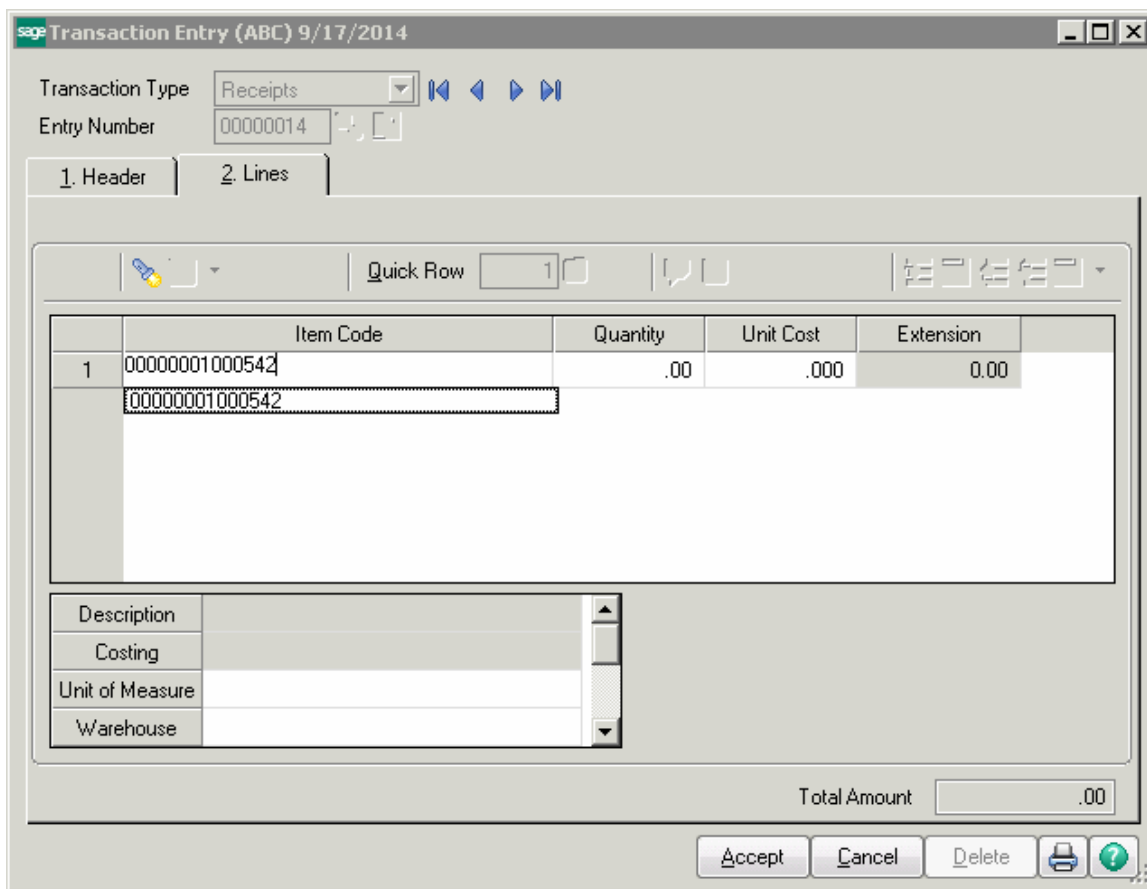 sage Transaction Entry (ABC) 9/17/2014
Transaction Type Receipts
Entry Number 00000014
1. Header 2. Lines
Quick Row 1
Item Code Quantity Unit Cost Extension
1 00000001000542 .00 .000 0.00
00000001000542
Description
Costing
Unit of Measure
Warehouse
Total Amount .00
Accept Cancel Delete ?